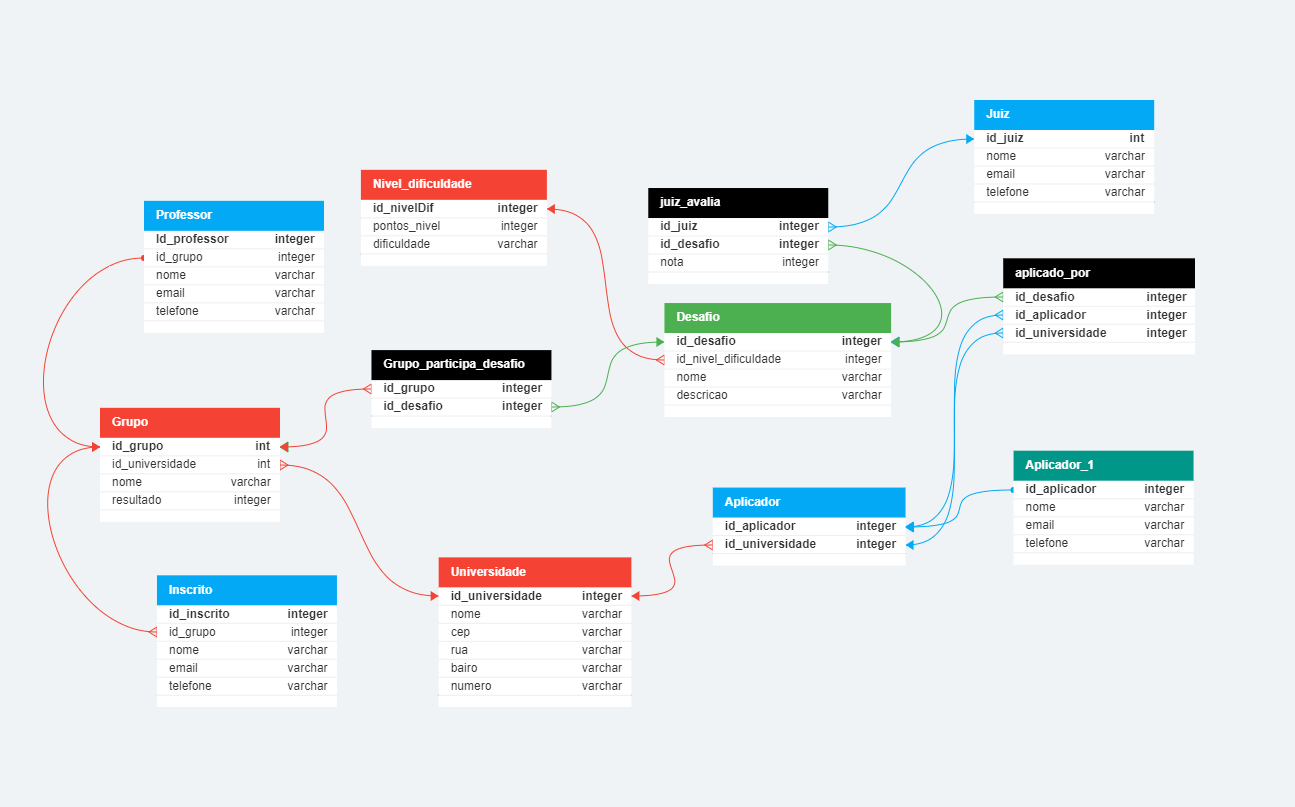 Juiz
id_juiz int
nome varchar
email varchar
telefone varchar
Nivel_dificuldade
id_nivelDif integer
pontos_nivel integer
dificuldade varchar
juiz_avalia
id_juiz integer
id_desafio integer
nota integer
Professor
Id_professor integer
id_grupo integer
nome varchar
email varchar
telefone varchar
aplicado_por
id_desafio integer
id_aplicador integer
id_universidade integer
Desafio
id_desafio integer
id_nivel_dificuldade integer
nome varchar
descricao varchar
Grupo_participa_desafio
id_grupo integer
id_desafio integer
Grupo
id_grupo int
id_universidade int
nome varchar
resultado integer
Aplicador_1
id_aplicador integer
nome varchar
email varchar
telefone varchar
Aplicador
id_aplicador integer
id_universidade integer
Universidade
id_universidade integer
nome varchar
cep varchar
rua varchar
bairo varchar
numero varchar
Inscrito
id_inscrito integer
id_grupo integer
nome varchar
email varchar
telefone varchar